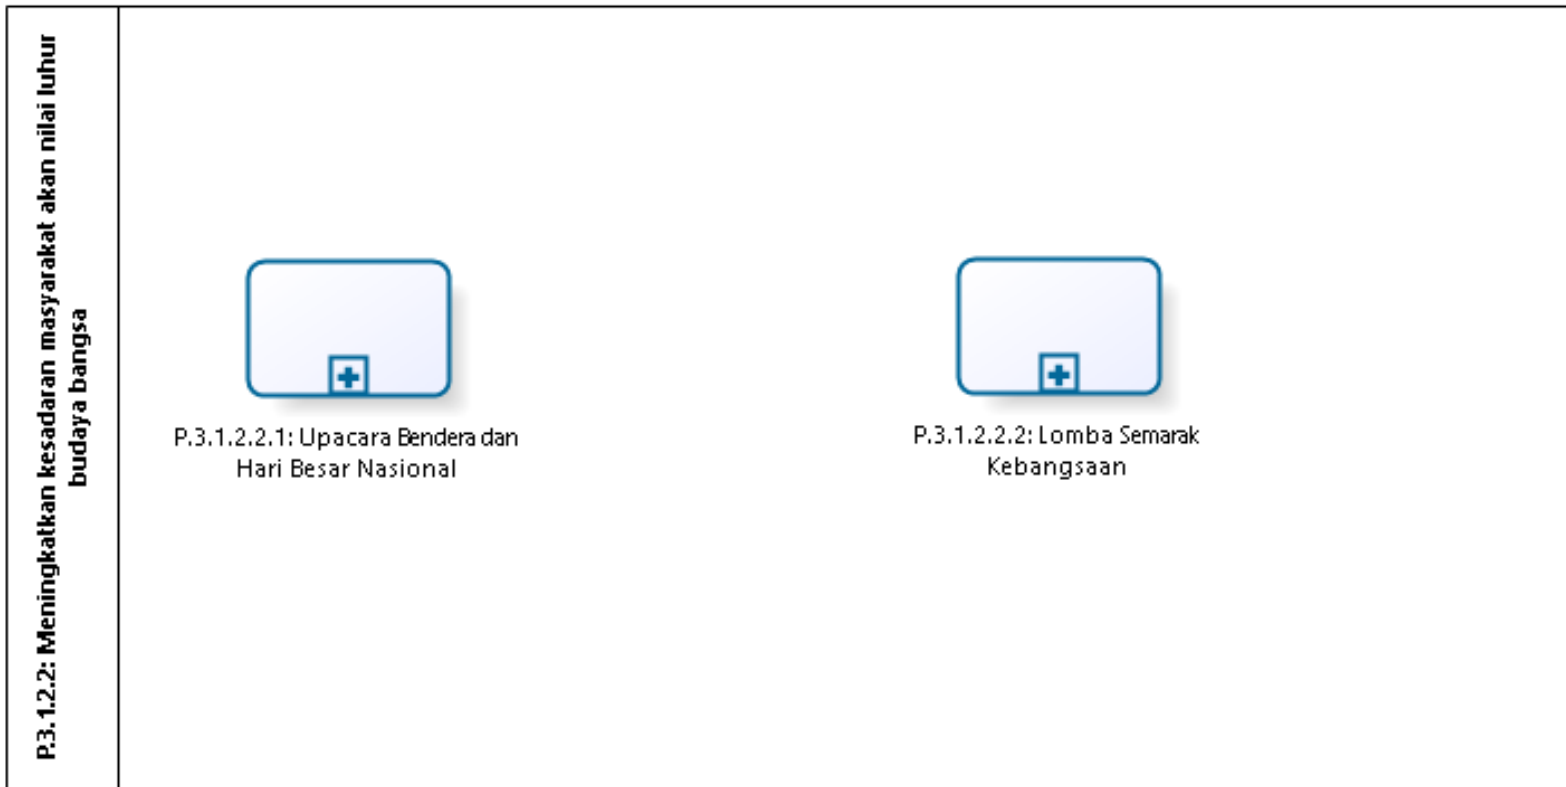 P.3.1.2.2: Meningkatkan kesadaran masyarakat akan nilai luhur
budaya bangsa
P.3.1.2.2.1: Upacara Bendera dan
Hari Besar Nasional
P.3.1.2.2.2: Lomba Semarak
Kebangsaan